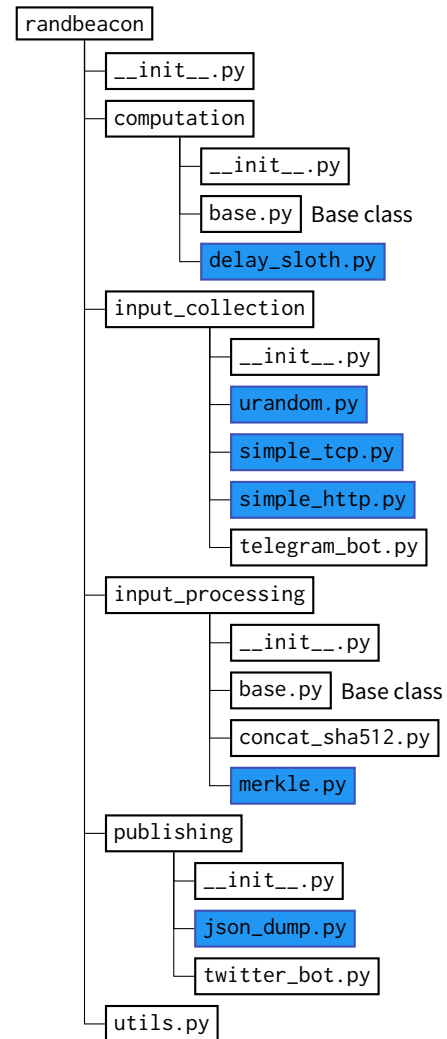 randbeacon
__init__.py
computation
__init__.py
base.py Base class
delay_sloth.py
input_collection
__init__.py
urandom.py
simple_tcp.py
simple_http.py
telegram_bot.py
input_processing
__init__.py
base.py Base class
concat_sha512.py
merkle.py
publishing
__init__.py
json_dump.py
twitter_bot.py
utils.py